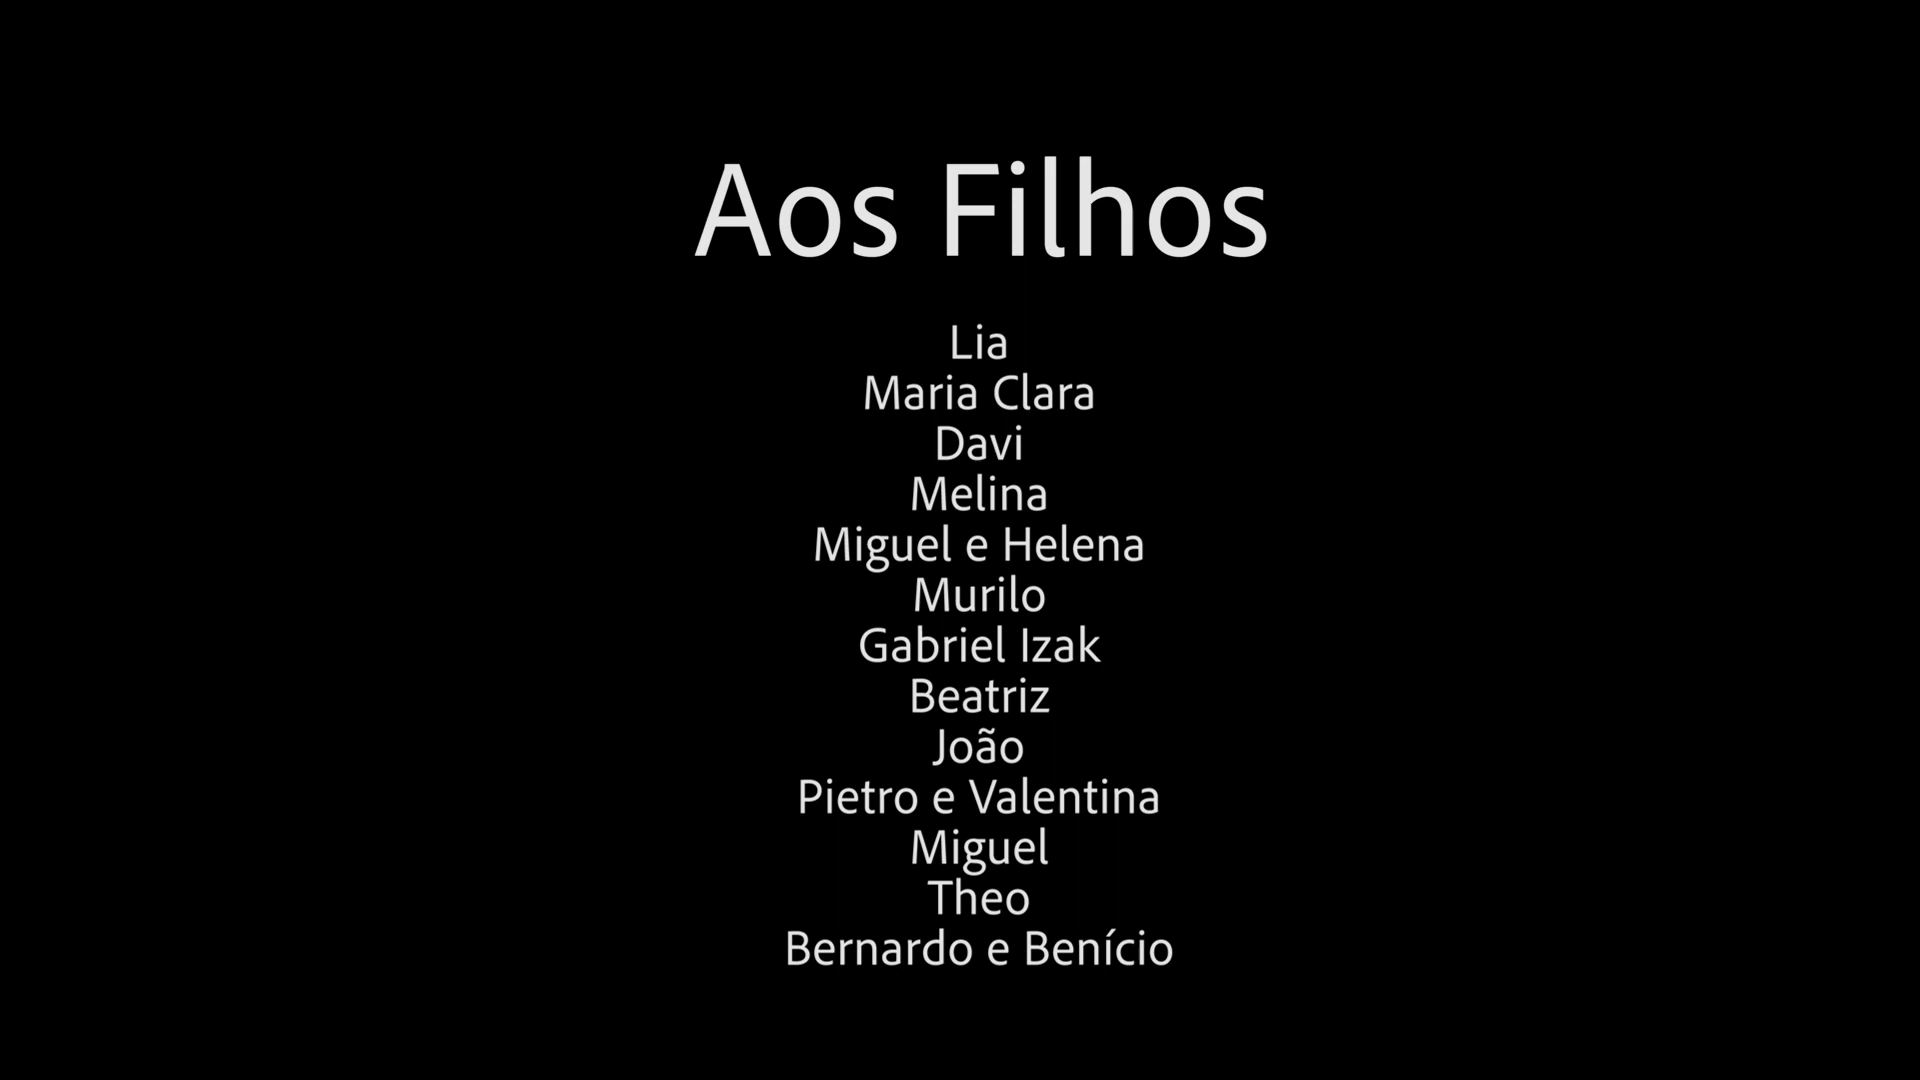 Aos Filhos
Lia
Maria Clara
Davi
Melina
Miguel e Helena
Murilo
Gabriel Izak
Beatriz
João
Pietro e Valentina
Miguel
Theo
Bernardo e Benício